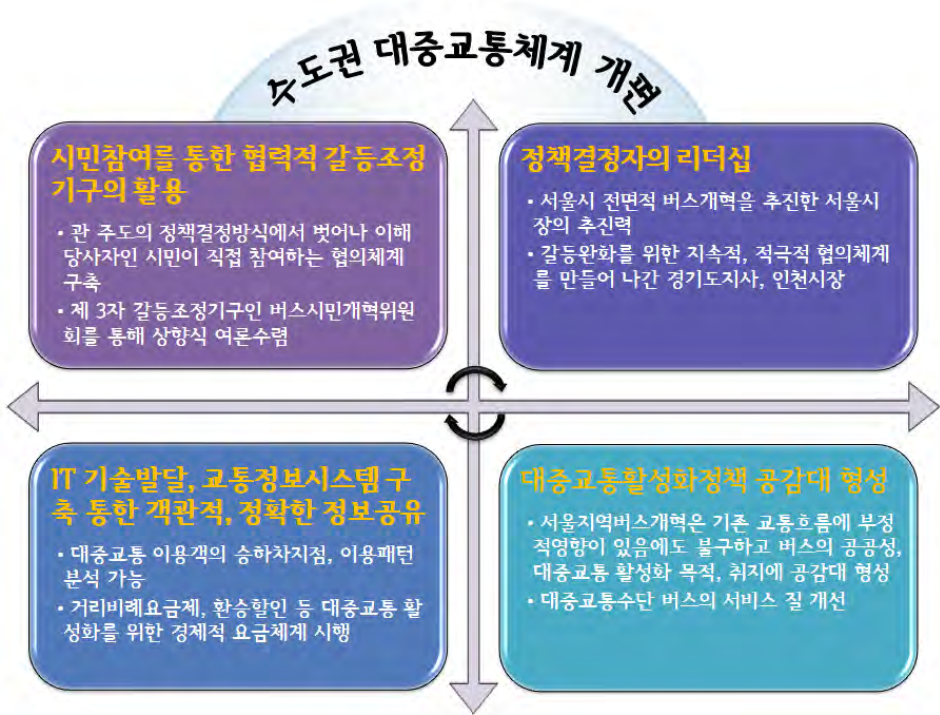 수도권 대중교통체계 개편
시민참여를 통한 협력적 갈등조정
기구의 활용
• 관 주도의 정책결정방식에서 벗어나 이해
당사자인 시민이 직접 참여하는 협의체계
구축
• 제 3자 갈등조정기구인 버스시민개혁위원
회를 통해 상향식 여론수렴
정책결정자의 리더십
• 서울시 전면적 버스개혁을 추진한 서울시
장의 추진력
• 갈등완화를 위한 지속적, 적극적 협의체계
를 만들어 나간 경기도지사, 인천시장
IT 기술발달, 교통정보시스템 구
축 통한 객관적, 정확한 정보공유
• 대중교통 이용객의 승하차지점, 이용패턴
분석 가능
• 거리비례요금제, 환승할인 등 대중교통 활
성화를 위한 경제적 요금체계 시행
대중교통활성화정책 공감대 형성
• 서울지역버스개혁은 기존 교통흐름에 부정
적영향이 있음에도 불구하고 버스의 공공성,
대중교통 활성화 목적, 취지에 공감대 형성
• 대중교통수단 버스의 서비스 질 개선